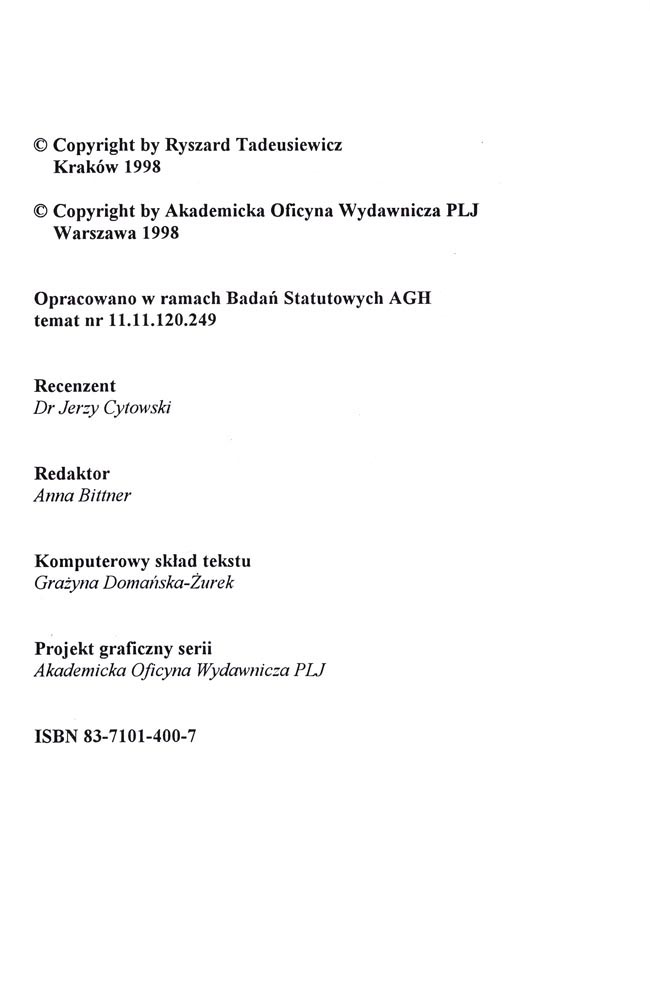 © Copyright by Ryszard Tadeusiewicz
Kraków 1998
© Copyright by Akademicka Oficyna Wydawnicza PLJ
Warszawa 1998
Opracowano w ramach Badań Statutowych AGH
temat nr 11.11.120.249
Recenzent
Dr Jerzy Cytowski
Redaktor
Anna Bittner
Komputerowy skład tekstu
Grażyna Domańska-Żurek
Projekt graficzny serii
Akademicka Oficyna Wydawnicza PLJ
ISBN 83-7101-400-7